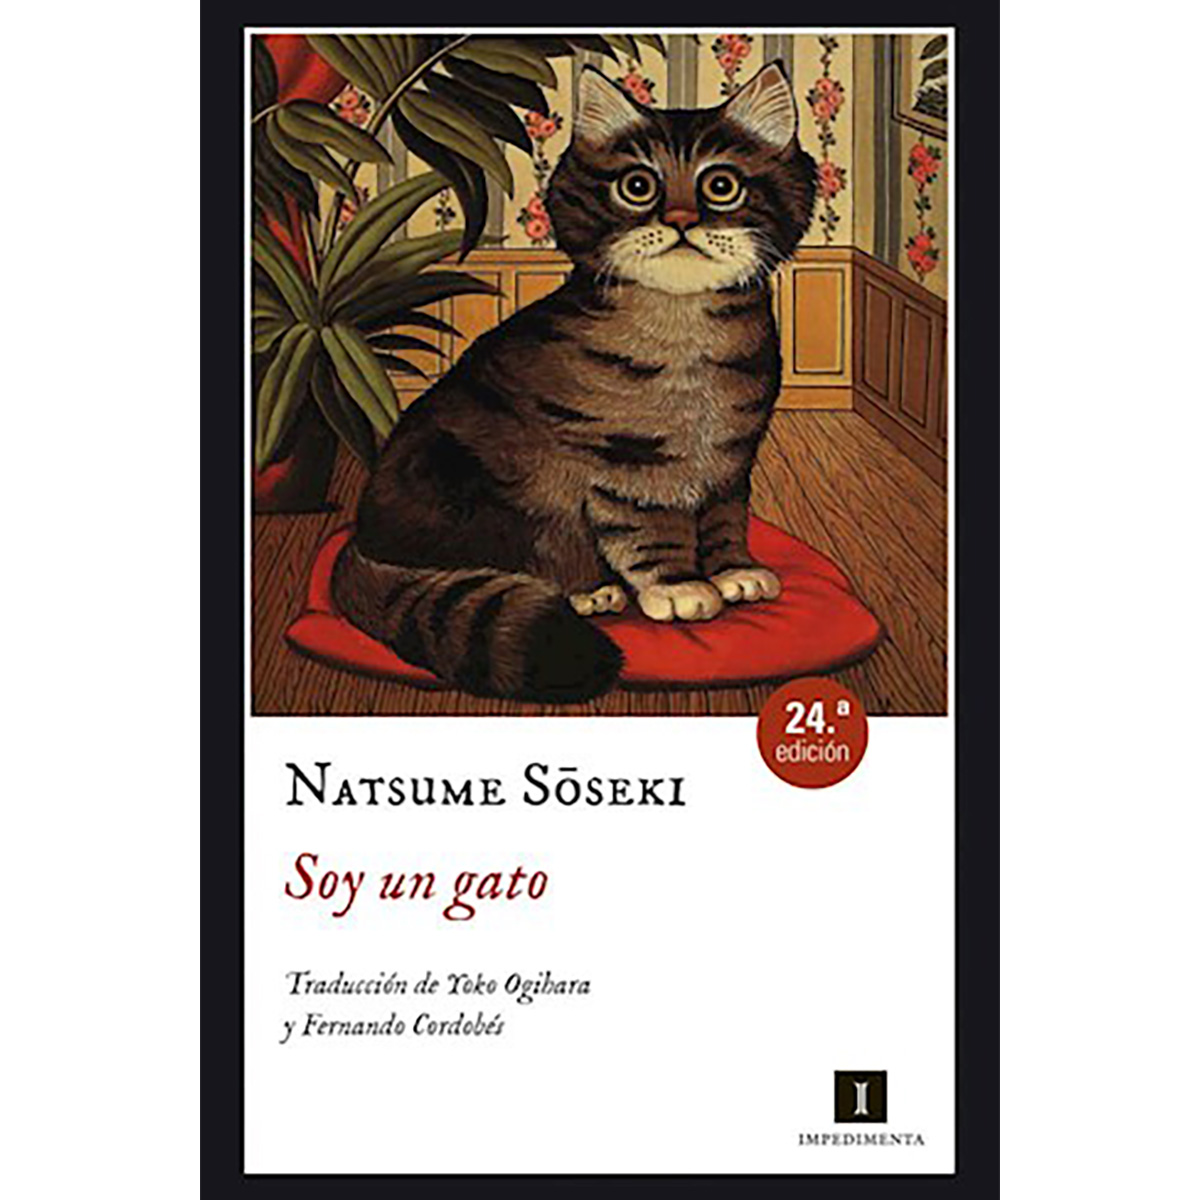 24.ª
edición
Natsume Sōseki
Soy un gato
Traducción de Yoko Ogihara
y Fernando Cordobés
I
IMPEDIMENTA